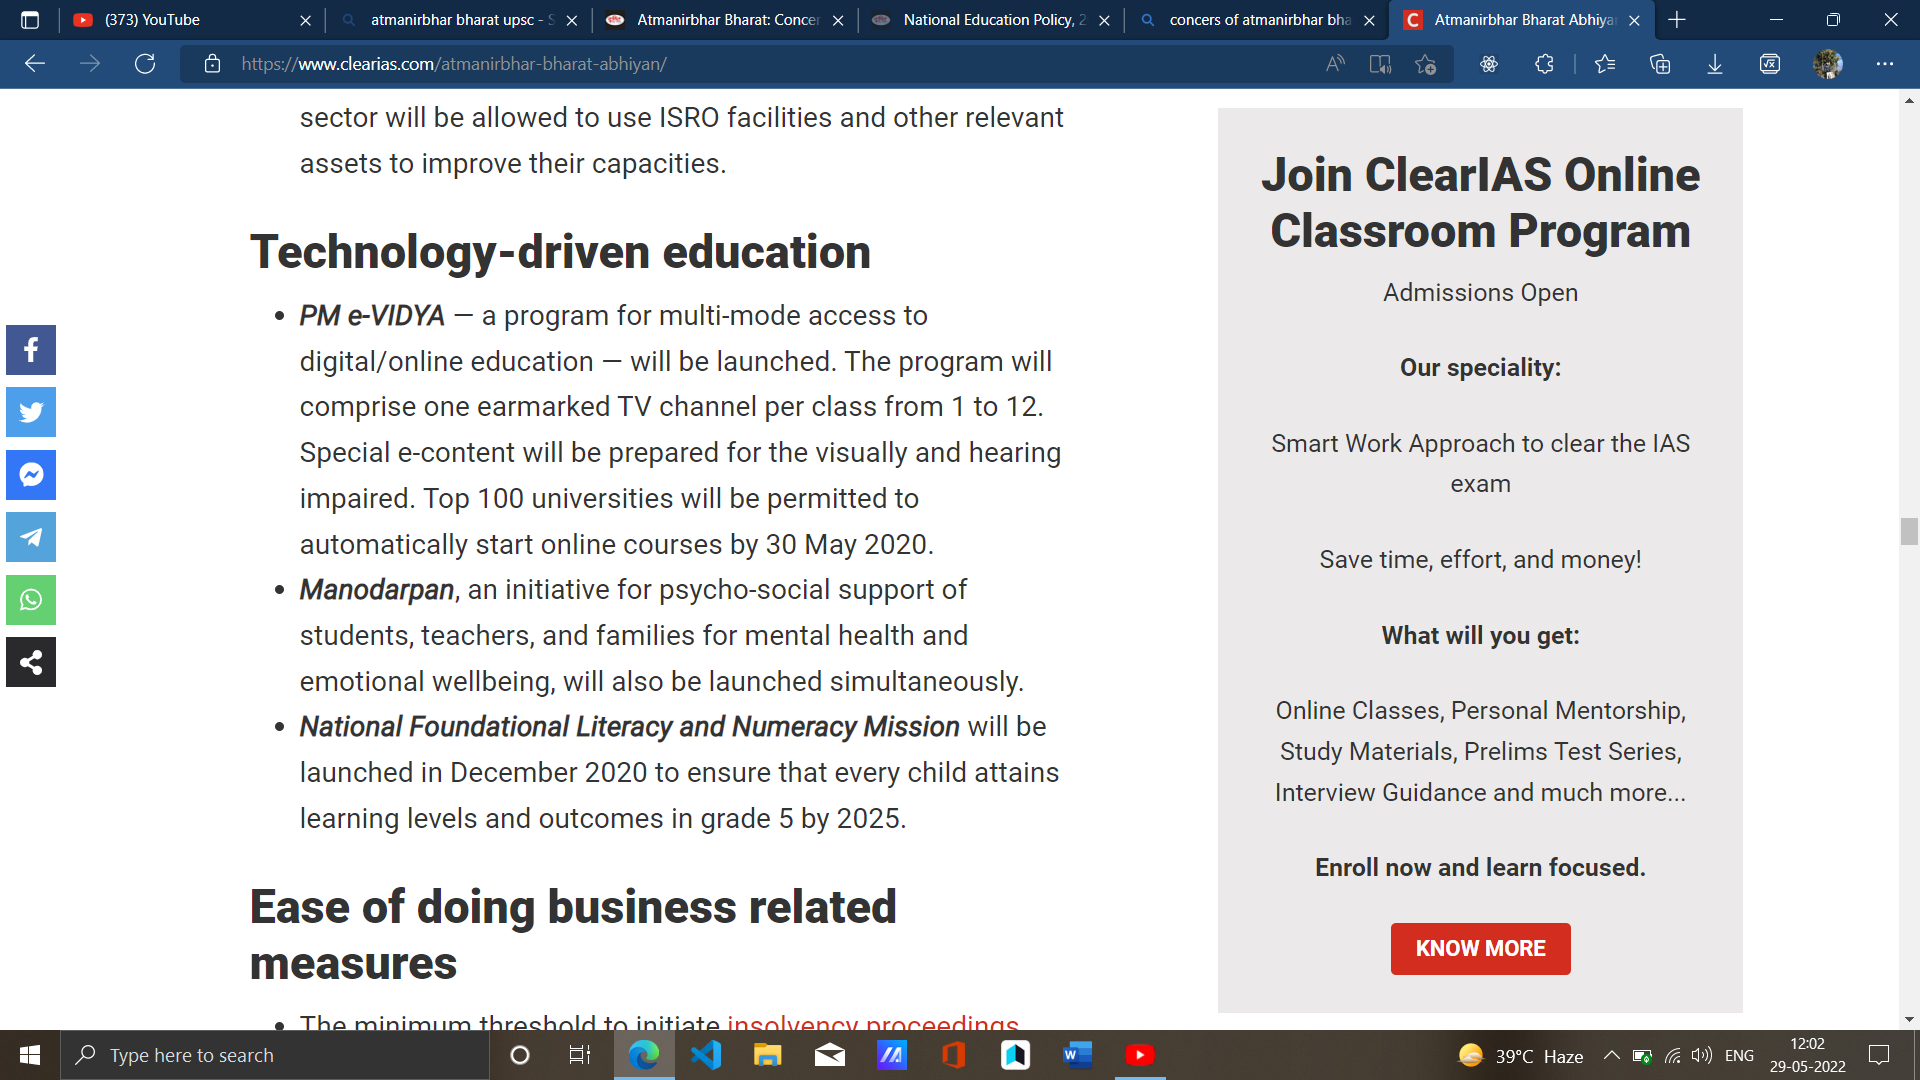 (373) YouTube
atmanirbhar bharat upsc - S
Atmanirbhar Bharat: Concer
National Education Policy, 2
concers of atmanirbhar bha
Atmanirbhar Bharat Abhiyan
https://www.clearias.com/atmanirbhar-bharat-abhiyan/
sector will be allowed to use ISRO facilities and other relevant
assets to improve their capacities.
Technology-driven education
• PM e-VIDYA — a program for multi-mode access to
digital/online education — will be launched. The program will
comprise one earmarked TV channel per class from 1 to 12.
Special e-content will be prepared for the visually and hearing
impaired. Top 100 universities will be permitted to
automatically start online courses by 30 May 2020.
• Manodarpan, an initiative for psycho-social support of
students, teachers, and families for mental health and
emotional wellbeing, will also be launched simultaneously.
• National Foundational Literacy and Numeracy Mission will be
launched in December 2020 to ensure that every child attains
learning levels and outcomes in grade 5 by 2025.
Ease of doing business related
measures
• The minimum threshold to initiate insolvency proceedings
Join ClearIAS Online
Classroom Program
Admissions Open
Our speciality:
Smart Work Approach to clear the IAS
exam
Save time, effort, and money!
What will you get:
Online Classes, Personal Mentorship,
Study Materials, Prelims Test Series,
Interview Guidance and much more...
Enroll now and learn focused.
KNOW MORE
Type here to search
39°C Haze
ENG
12:02
29-05-2022